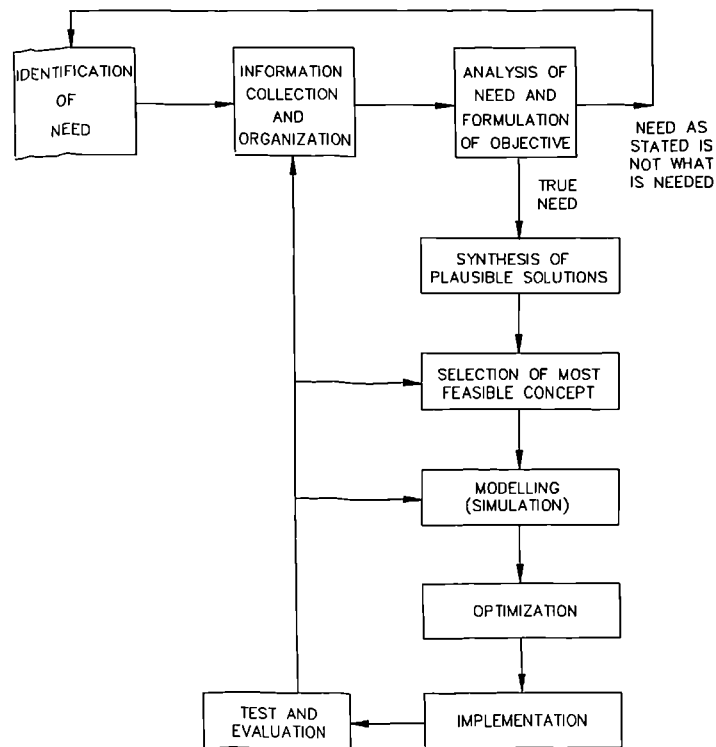 IDENTIFICATION
OF
NEED
INFORMATION
COLLECTION
AND
ORGANIZATION
ANALYSIS OF
NEED AND
FORMULATION
OF OBJECTIVE
NEED AS
STATED IS
NOT WHAT
IS NEEDED
TRUE
NEED
SYNTHESIS OF
PLAUSIBLE SOLUTIONS
SELECTION OF MOST
FEASIBLE CONCEPT
MODELLING
(SIMULATION)
OPTIMIZATION
TEST AND
EVALUATION
IMPLEMENTATION